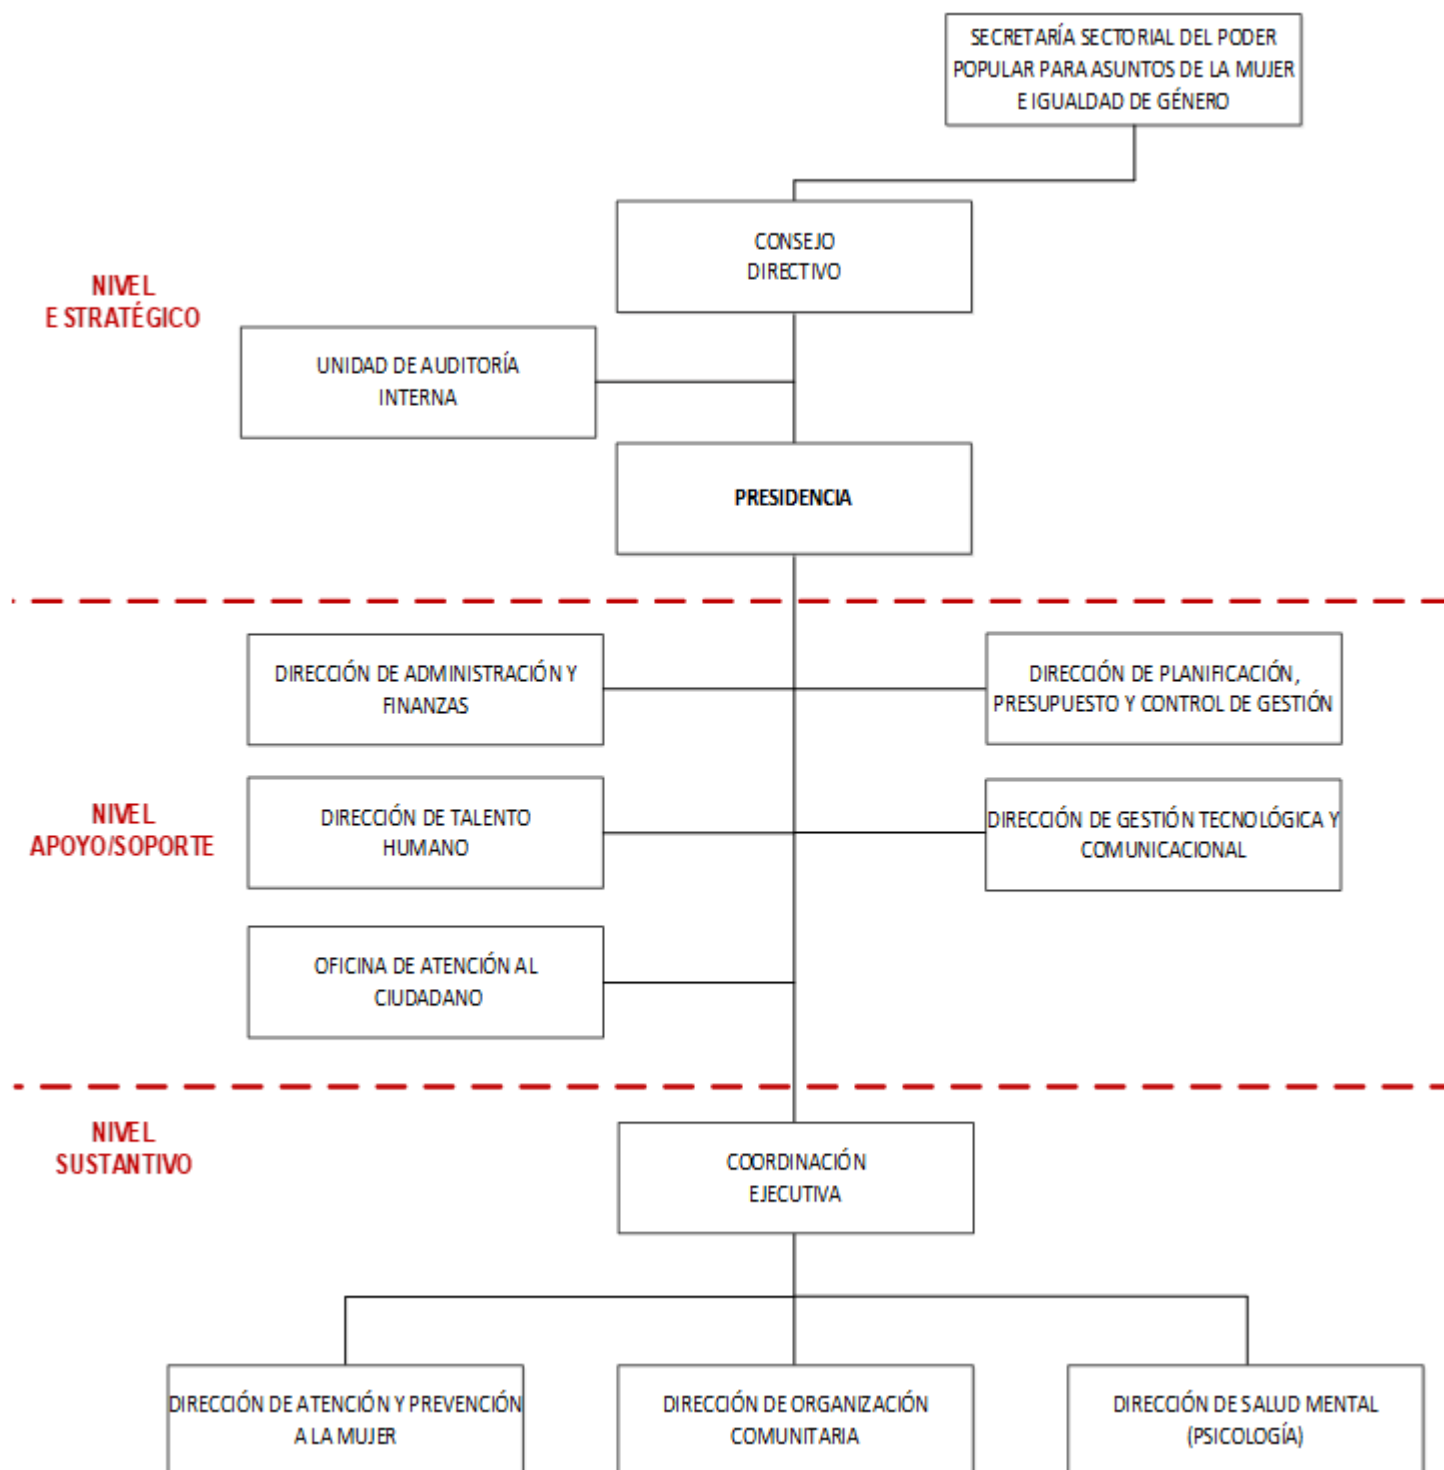 SECRETARÍA SECTORIAL DEL PODER
POPULAR PARA ASUNTOS DE LA MUJER
E IGUALDAD DE GÉNERO
CONSEJO
DIRECTIVO
NIVEL
ESTRATÉGICO
UNIDAD DE AUDITORÍA
INTERNA
PRESIDENCIA
DIRECCIÓN DE ADMINISTRACIÓN Y
FINANZAS
DIRECCIÓN DE PLANIFICACIÓN,
PRESUPUESTO Y CONTROL DE GESTIÓN
NIVEL
APOYO/SOPORTE
DIRECCIÓN DE TALENTO
HUMANO
DIRECCIÓN DE GESTIÓN TECNOLÓGICA Y
COMUNICACIONAL
OFICINA DE ATENCIÓN AL
CIUDADANO
NIVEL
SUSTANTIVO
COORDINACIÓN
EJECUTIVA
DIRECCIÓN DE ATENCIÓN Y PREVENCIÓN
A LA MUJER
DIRECCIÓN DE ORGANIZACIÓN
COMUNITARIA
DIRECCIÓN DE SALUD MENTAL
(PSICOLOGÍA)